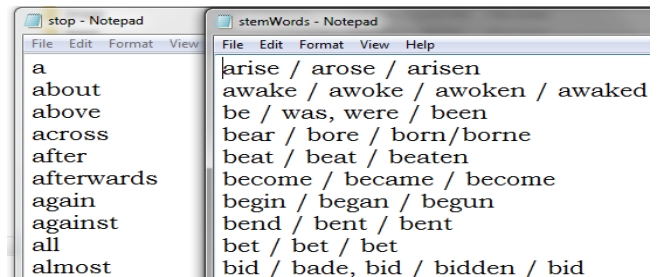 stop - Notepad
File Edit Format View
a
about
above
across
after
afterwards
again
against
all
almost
stemWords - Notepad
File Edit Format View Help
arise / arose / arisen
awake / awoke / awoken / awaked
be / was, were / been
bear / bore / born/borne
beat / beat / beaten
become / became / become
begin / began / begun
bend / bent / bent
bet / bet / bet
bid / bade, bid / bidden / bid